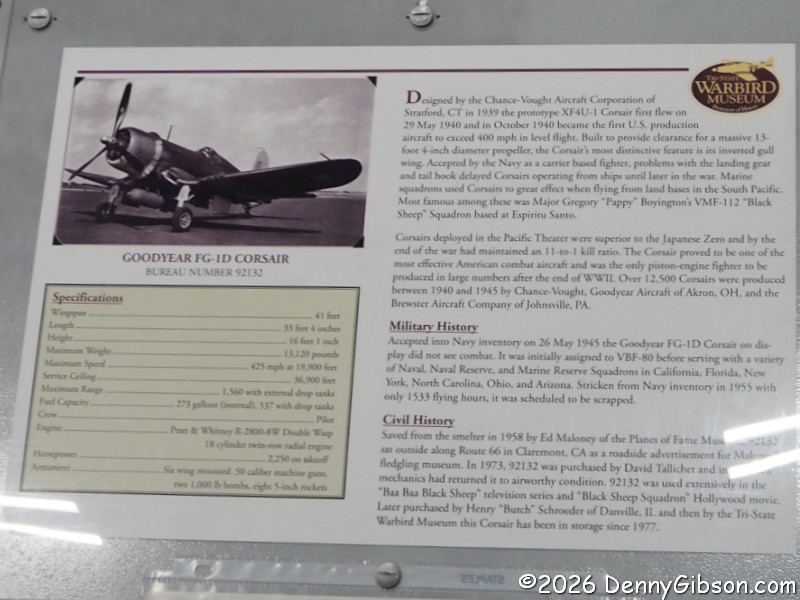 TRI-STATE
WARBIRD
MUSEUM
Designed by the Chance-Vought Aircraft Corporation of
Stratford, CT in 1939 the prototype XF4U-1 Corsair first flew on
29 May 1940 and in October 1940 became the first U.S. production
aircraft to exceed 400 mph in level flight. Built to provide clearance for a massive 13-
foot 4-inch diameter propeller, the Corsair's most distinctive feature is its inverted gull
wing. Accepted by the Navy as a carrier based fighter, problems with the landing gear
and tail hook delayed Corsairs operating from ships until later in the war. Marine
squadrons used Corsairs to great effect when flying from land bases in the South Pacific.
Most famous among these was Major Gregory "Pappy" Boyington's VMF-112 "Black
Sheep" Squadron based at Espiritu Santo.
Corsairs deployed in the Pacific Theater were superior to the Japanese Zero and by the
end of the war had maintained an 11-to-1 kill ratio. The Corsair proved to be one of the
most effective American combat aircraft and was the only piston-engine fighter to be
produced in large numbers after the end of WWII. Over 12,500 Corsairs were produced
between 1940 and 1945 by Chance-Vought, Goodyear Aircraft of Akron, OH, and the
Brewster Aircraft Company of Johnsville, PA.
Military History
Accepted into Navy inventory on 26 May 1945 the Goodyear FG-1D Corsair on dis-
play did not see combat. It was initially assigned to VBF-80 before serving with a variety
of Naval, Naval Reserve, and Marine Reserve Squadrons in California, Florida, New
York, North Carolina, Ohio, and Arizona. Stricken from Navy inventory in 1955 with
only 1533 flying hours, it was scheduled to be scrapped.
Civil History
Saved from the smelter in 1958 by Ed Maloney of the Planes of Fame 92132
sat outside along Route 66 in Claremont, CA as a roadside advertisement for
fledgling museum. In 1973, 92132 was purchased by David Tallichet and
mechanics had returned it to airworthy condition. 92132 was used extensively in the
"Baa Baa Black Sheep" television series and "Black Sheep Squadron" Hollywood movie.
Later purchased by Henry "Butch" Schroeder of Danville, IL and then by the Tri-State
Warbird Museum this Corsair has been in storage since 1977.
GOODYEAR FG-1D CORSAIR
BUREAU NUMBER 92132
Specifications
Wingspan 41 feet
Length 33 feet 4 inches
Height 16 feet 1 inch
Maximum Weight 13,120 pounds
Maximum Speed 425 mph at 19,900 feet
Service Ceiling 36,900 feet
Maximum Range 1,560 with external drop tanks
Fuel Capacity 273 gallons (internal), 537 with drop tanks
Crew Pilot
Engine Pratt & Whitney R-2800-8W Double Wasp
18 cylinder twin-row radial engine
Horsepower 2,250 on takeoff
Armament Six wing mounted .50 caliber machine guns,
two 1,000 lb bombs, eight 5-inch rockets
STAPLES
©2026 DennyGibson.com